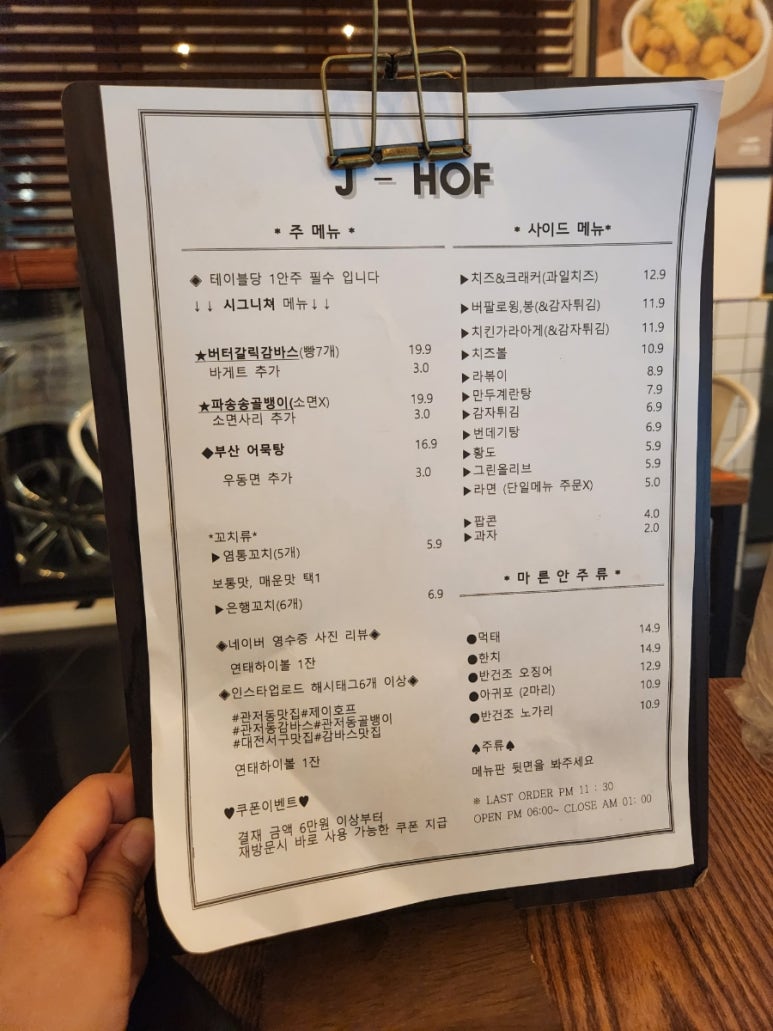 J - HOF
* 주 메뉴 *
◈ 테이블당 1안주 필수 입니다
↓↓ 시그니쳐 메뉴↓↓
★버터갈릭감바스(빵7개) 19.9
바게트 추가 3.0
★파송송골뱅이(소면X) 19.9
소면사리 추가 3.0
◆부산 어묵탕 16.9
우동면 추가 3.0
*꼬치류*
▶염통꼬치(5개) 5.9
보통맛, 매운맛 택1
▶은행꼬치(6개) 6.9
◈네이버 영수증 사진 리뷰◈
연태하이볼 1잔
◈인스타업로드 해시태그6개 이상◈
#관저동맛집#제이호프
#관저동감바스#관저동골뱅이
#대전서구맛집#감바스맛집
연태하이볼 1잔
♥쿠폰이벤트♥
결재 금액 6만원 이상부터
재방문시 바로 사용 가능한 쿠폰 지급
* 사이드 메뉴*
▶치즈&크래커(과일치즈) 12.9
▶버팔로윙,봉(&감자튀김) 11.9
▶치킨가라아게(&감자튀김) 11.9
▶치즈볼 10.9
▶라볶이 8.9
▶만두계란탕 7.9
▶감자튀김 6.9
▶번데기탕 6.9
▶황도 5.9
▶그린올리브 5.9
▶라면 (단일메뉴 주문X) 5.0
▶팝콘 4.0
▶과자 2.0
* 마 른 안 주 류 *
●먹태 14.9
●한치 14.9
●반건조 오징어 12.9
●아귀포 (2마리) 10.9
●반건조 노가리 10.9
♠주류♠
메뉴판 뒷면을 봐주세요
※ LAST ORDER PM 11 : 30
OPEN PM 06:00~ CLOSE AM 01: 00